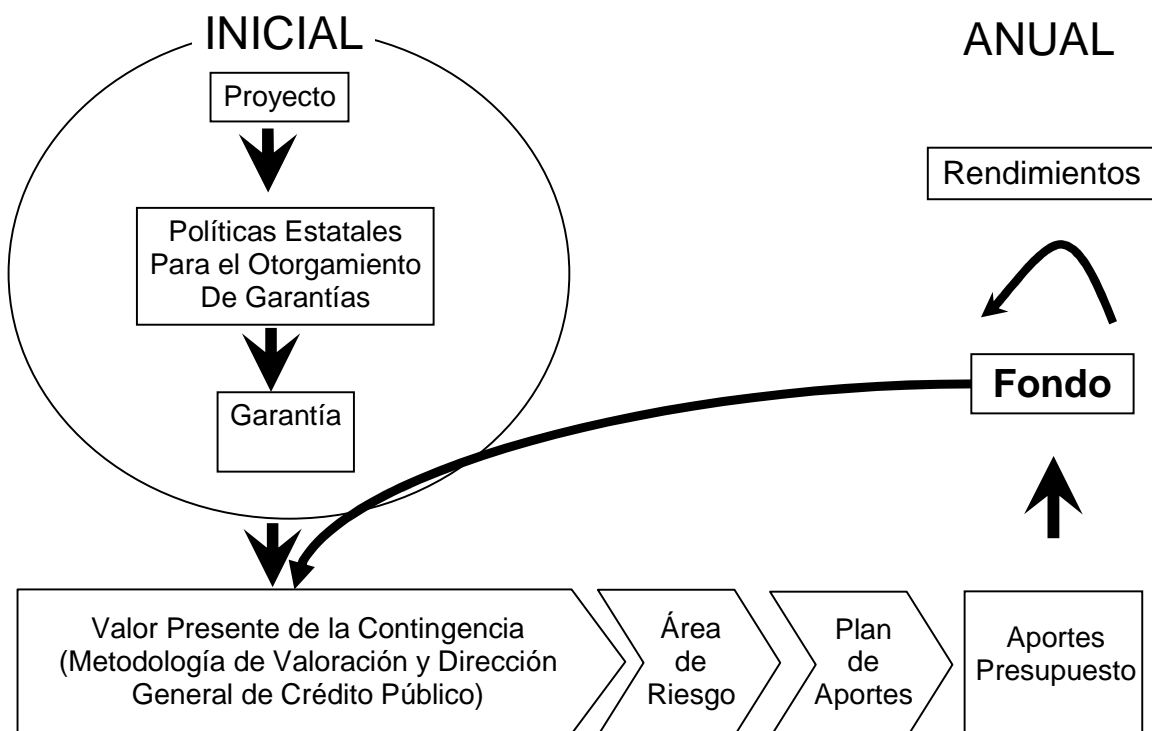 INICIAL
ANUAL
Proyecto
Rendimientos
Políticas Estatales
Para el Otorgamiento
De Garantías
Fondo
Garantía
Valor Presente de la Contingencia
(Metodología de Valoración y Dirección
General de Crédito Público)
Área
de
Riesgo
Plan
de
Aportes
Aportes
Presupuesto